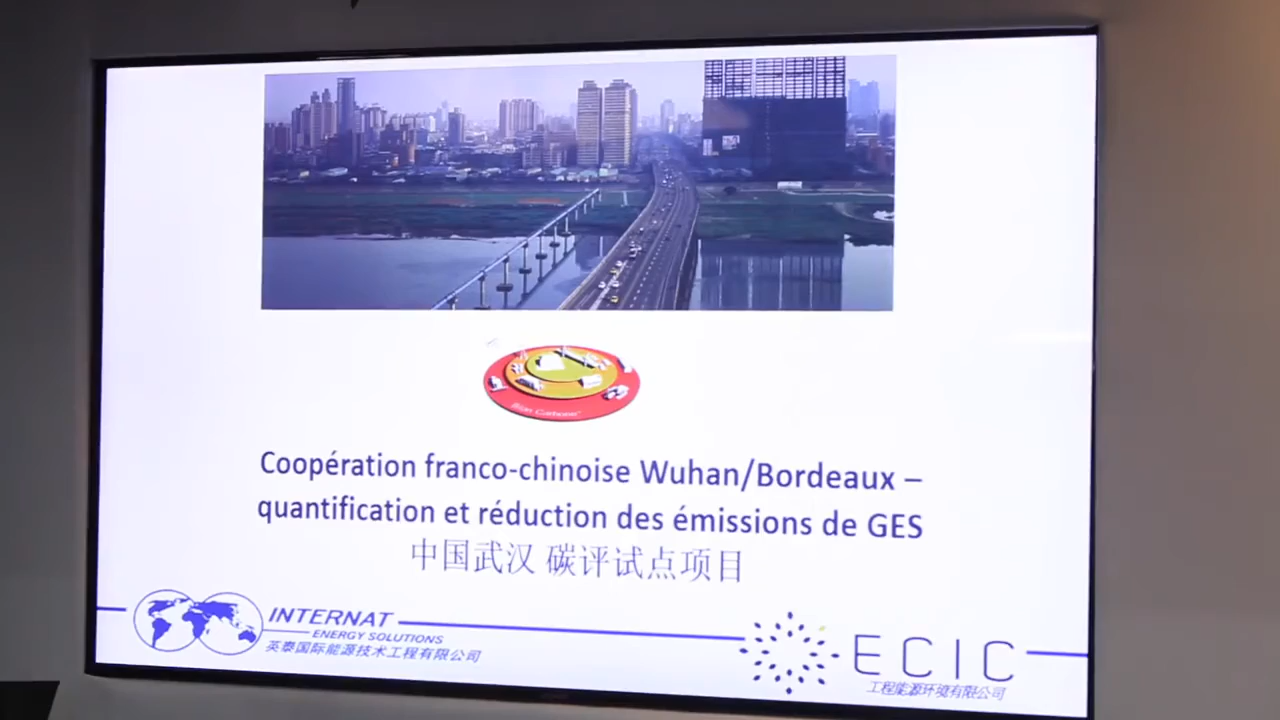 Bilan Carbone
Coopération franco-chinoise Wuhan/Bordeaux –
quantification et réduction des émissions de GES
中国武汉 碳评试点项目
INTERNAT
ENERGY SOLUTIONS
英泰国际能源技术工程有限公司
ECIC
工程能源环境有限公司